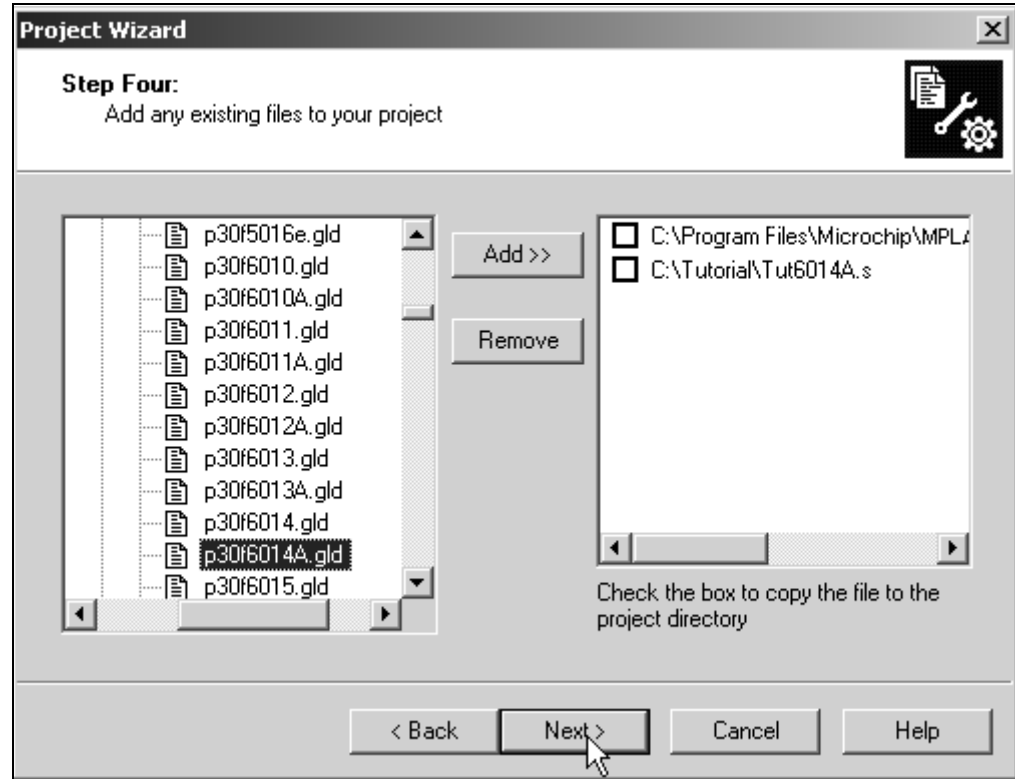 Project Wizard
Step Four:
Add any existing files to your project
p30f5016e.gld
p30f6010.gld
p30f6010A.gld
p30f6011.gld
p30f6011A.gld
p30f6012.gld
p30f6012A.gld
p30f6013.gld
p30f6013A.gld
p30f6014.gld
p30f6014A.gld
p30f6015.gld
Add >>
Remove
C:\Program Files\Microchip\MPLA
C:\Tutorial\Tut6014A.s
Check the box to copy the file to the
project directory
< Back
Next >
Cancel
Help